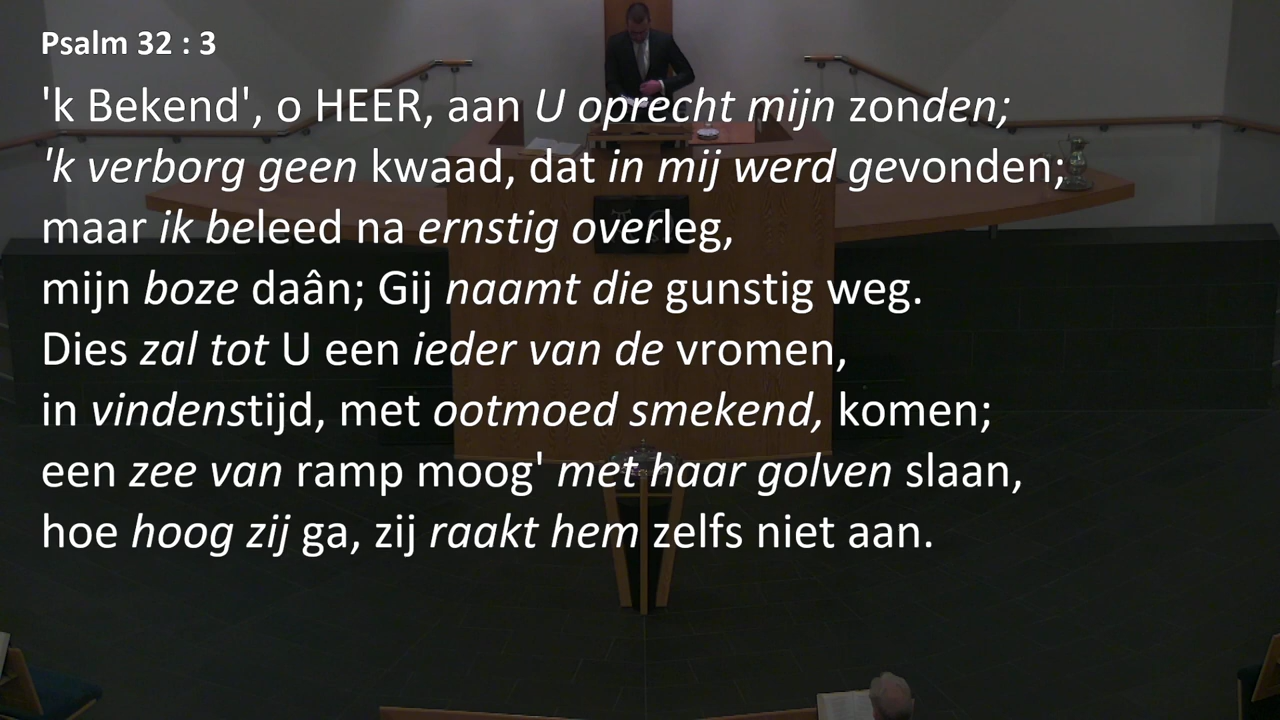 Psalm 32 : 3
'k Bekend', o HEER, aan U oprecht mijn zonden;
'k verborg geen kwaad, dat in mij werd gevonden;
maar ik beleed na ernstig overleg,
mijn boze daân; Gij naamt die gunstig weg.
Dies zal tot U een ieder van de vromen,
in vindenstijd, met ootmoed smekend, komen;
een zee van ramp moog' met haar golven slaan,
hoe hoog zij ga, zij raakt hem zelfs niet aan.